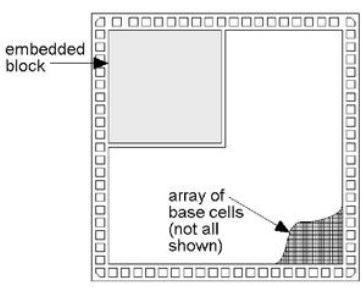 embedded
block
array of
base cells
(not all
shown)